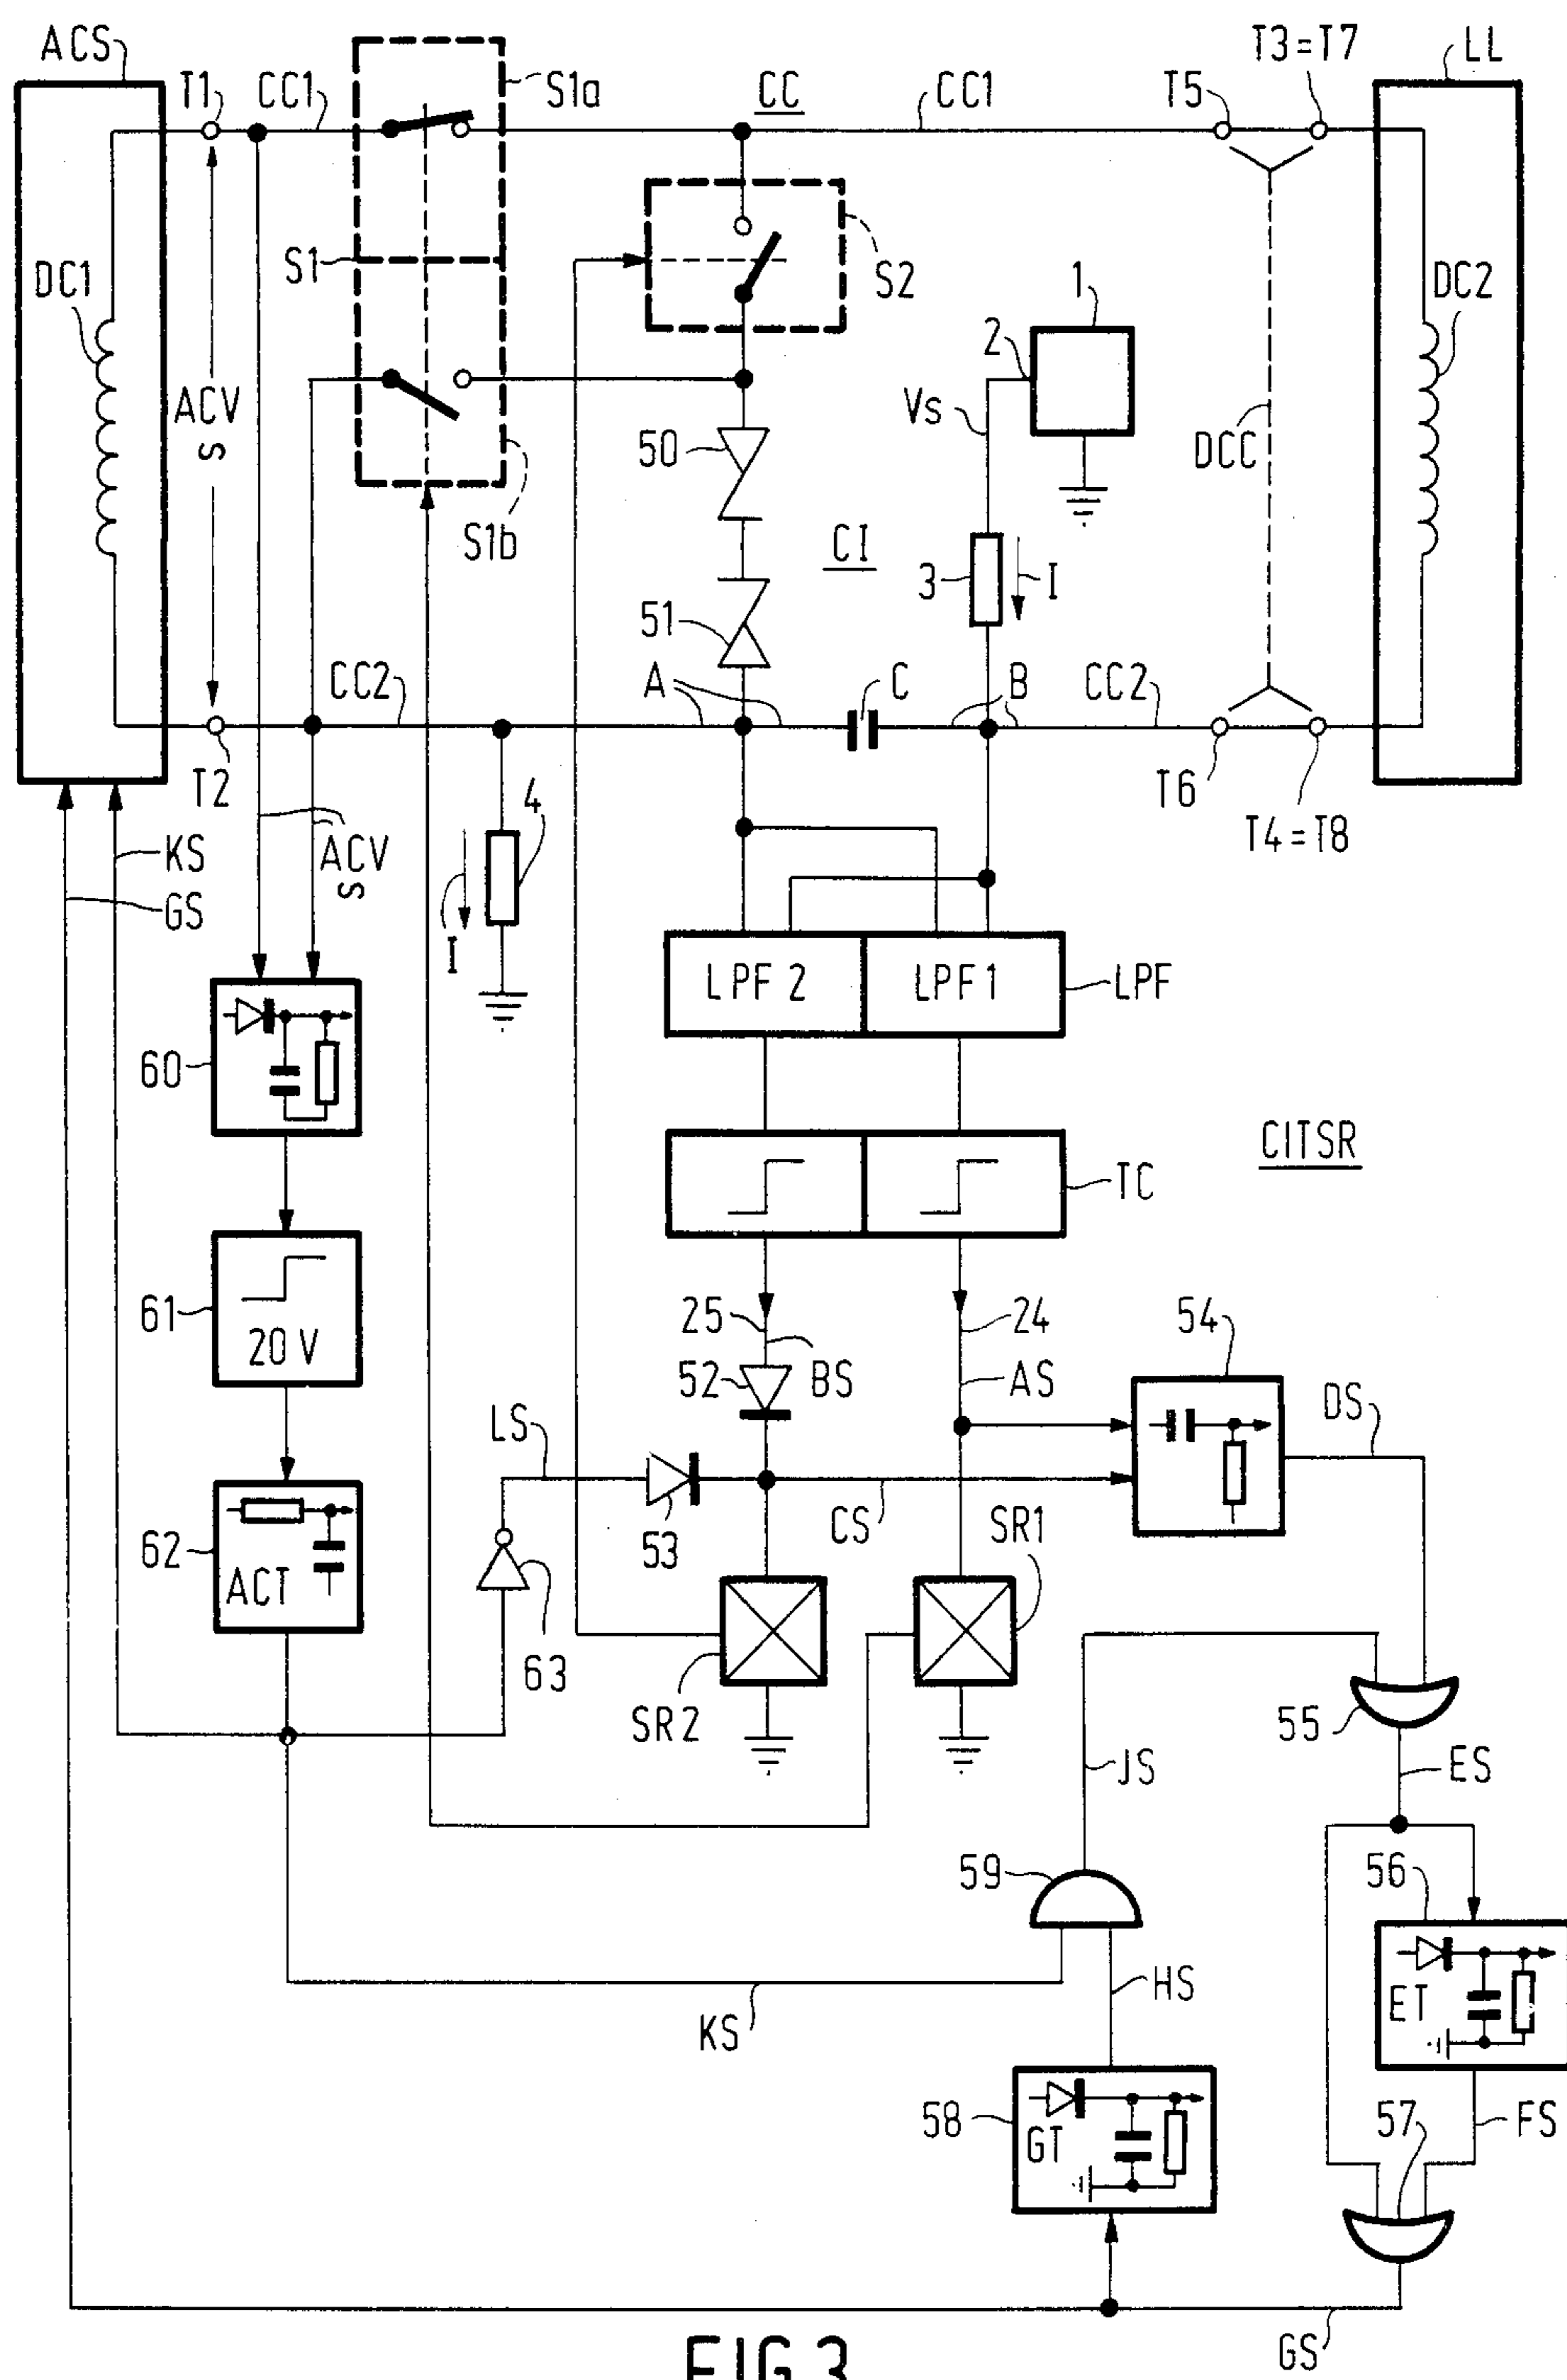 ACS
T1
CC1
S1a
CC
CC1
T5
T3=T7
LL
DC1
S1
S2
1
2
DC2
ACV
s
50
Vs
DCC
S1b
CI
51
3
I
CC2
A
C
B
CC2
T2
T6
T4=T8
KS
ACV
s
4
GS
I
LPF 2
LPF 1
LPF
60
CITSR
TC
61
20 V
25
24
54
52
BS
AS
DS
LS
62
ACT
53
CS
SR1
63
SR2
55
JS
ES
59
56
HS
ET
KS
58
GT
57
FS
GS
FIG.3